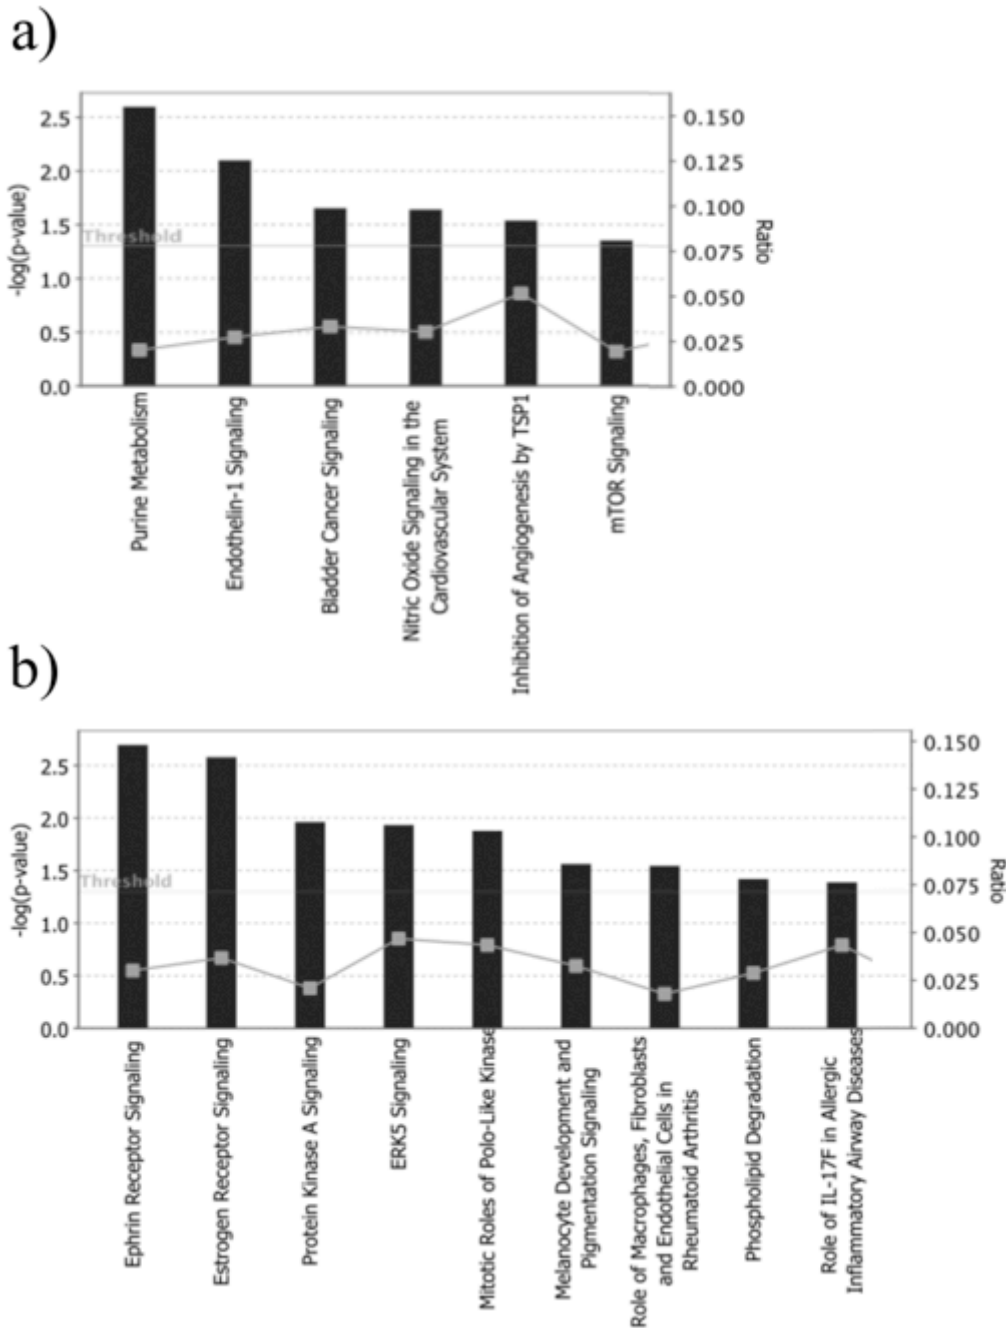 a)
2.5
2.0
1.5
1.0
0.5
0.0
-log(p-value)
Threshold
0.150
0.125
0.100
0.075
0.050
0.025
0.000
Ratio
Purine Metabolism
Endothelin-1 Signaling
Bladder Cancer Signaling
Nitric Oxide Signaling in the
Cardiovascular System
Inhibition of Angiogenesis by TSP1
mTOR Signaling
b)
2.5
2.0
1.5
1.0
0.5
0.0
-log(p-value)
Threshold
0.150
0.125
0.100
0.075
0.050
0.025
0.000
Ratio
Ephrin Receptor Signaling
Estrogen Receptor Signaling
Protein Kinase A Signaling
ERK5 Signaling
Mitotic Roles of Polo-Like Kinase
Melanocyte Development and
Pigmentation Signaling
Role of Macrophages, Fibroblasts
and Endothelial Cells in
Rheumatoid Arthritis
Phospholipid Degradation
Role of IL-17F in Allergic
Inflammatory Airway Diseases